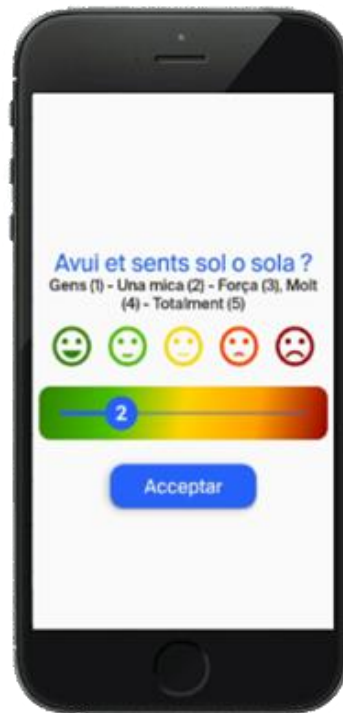 Avui et sents sol o sola ?
Gens (1) - Una mica (2) - Força (3), Molt
(4) - Totalment (5)
2
Acceptar